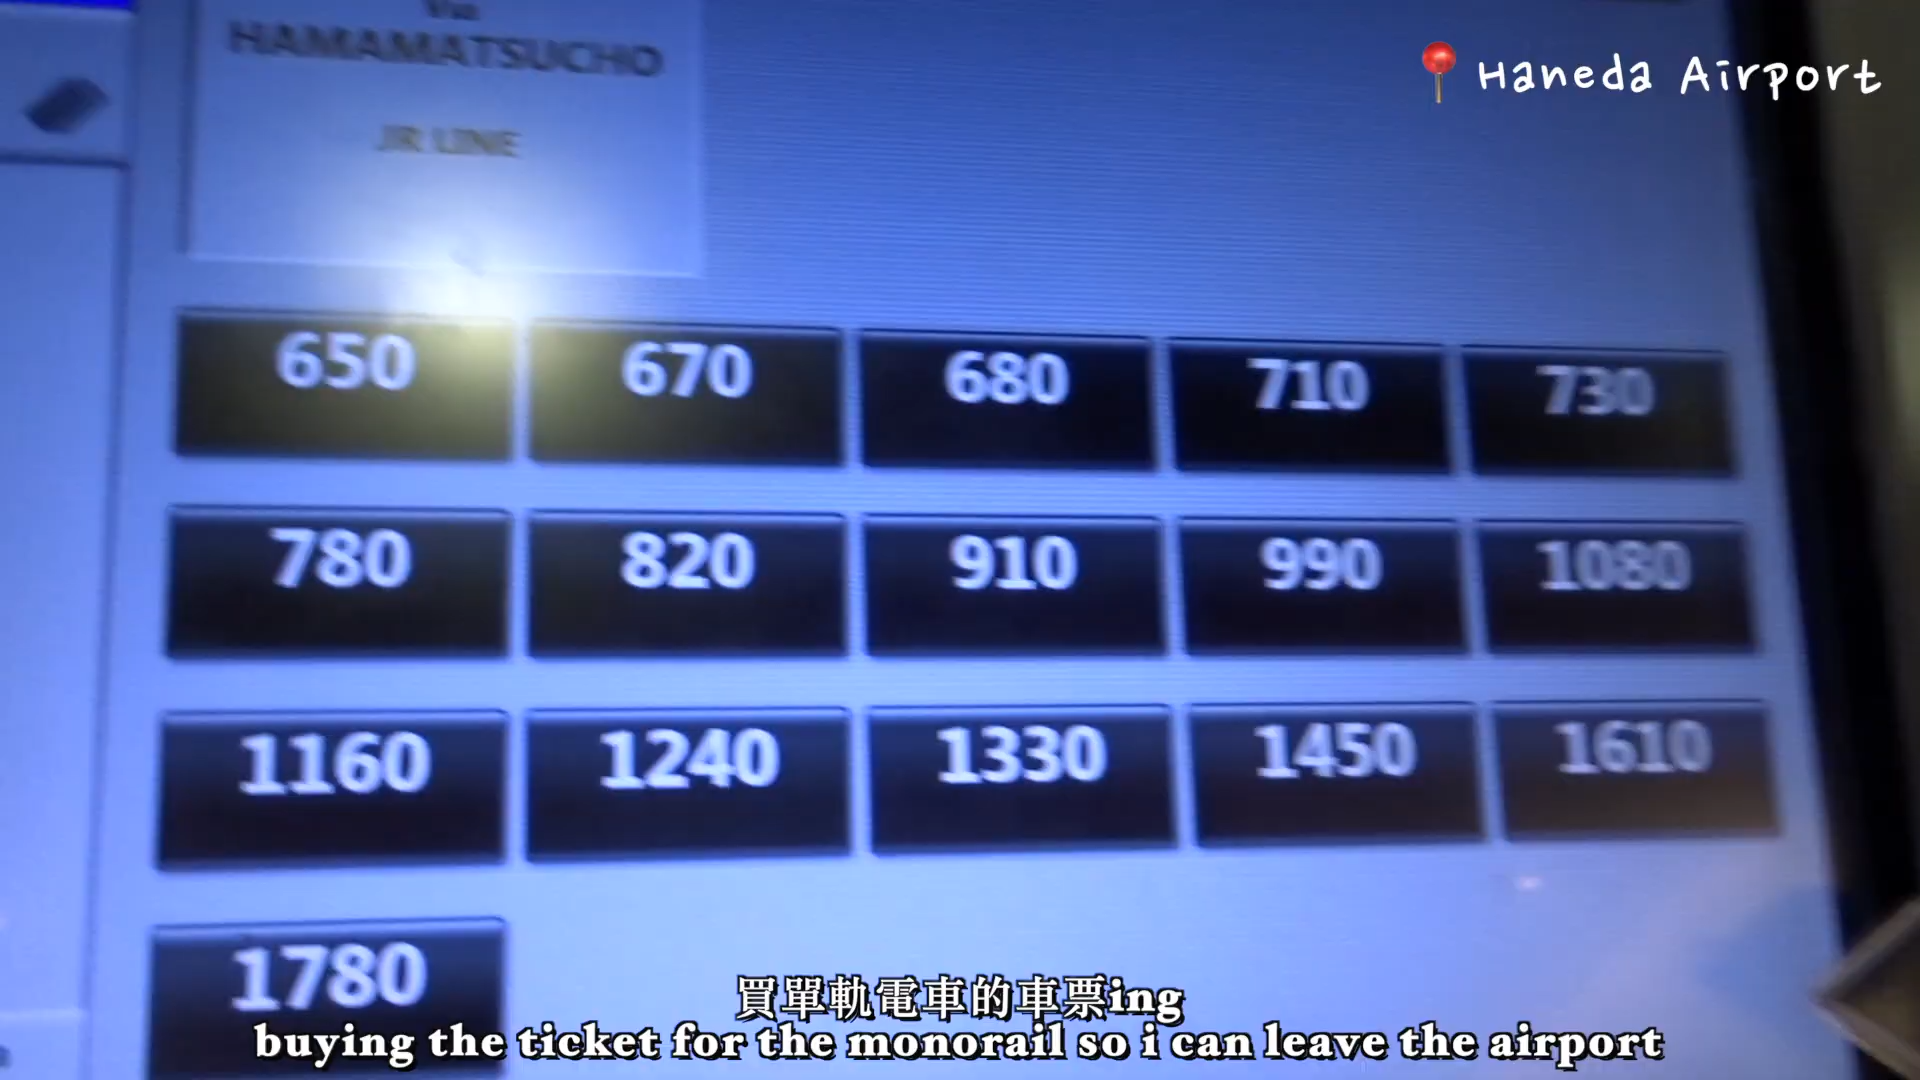 Via
HAMAMATSUCHO
JR LINE
Haneda Airport
650 670 680 710 730
780 820 910 990 1080
1160 1240 1330 1450 1610
1780
買單軌電車的車票ing
buying the ticket for the monorail so i can leave the airport